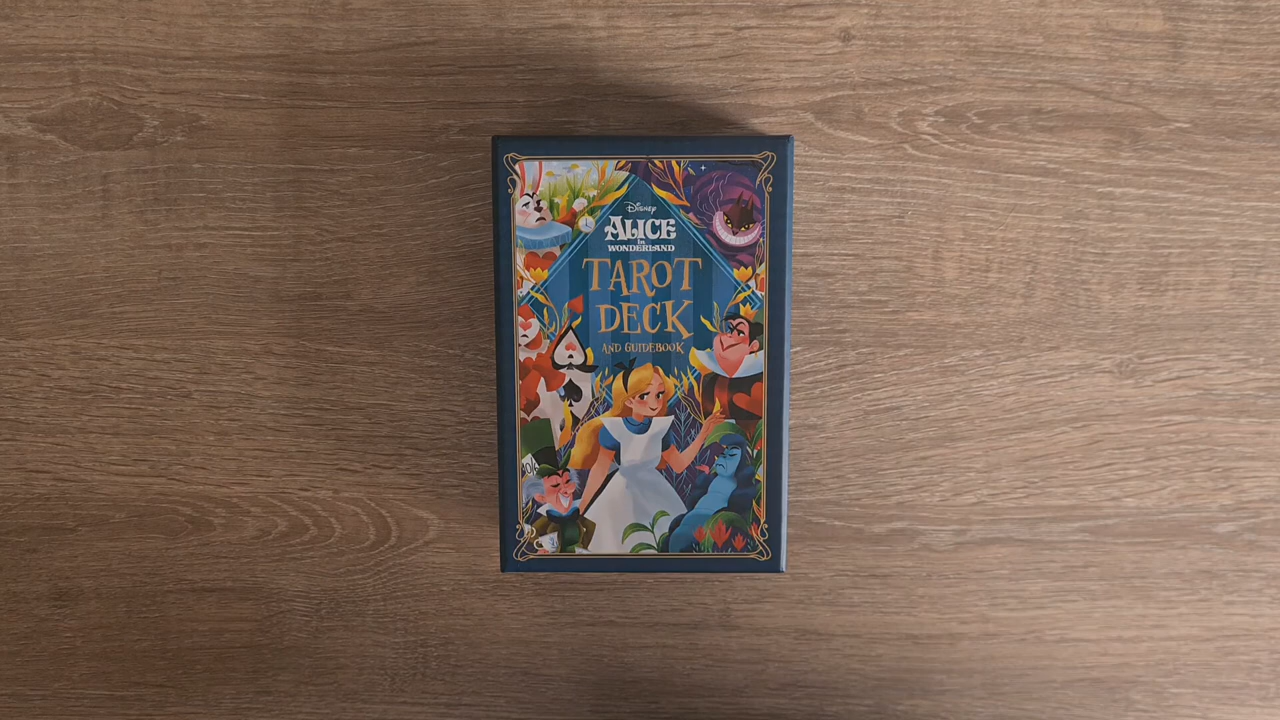 Disney
ALICE
in
WONDERLAND
TAROT
DECK
AND GUIDEBOOK